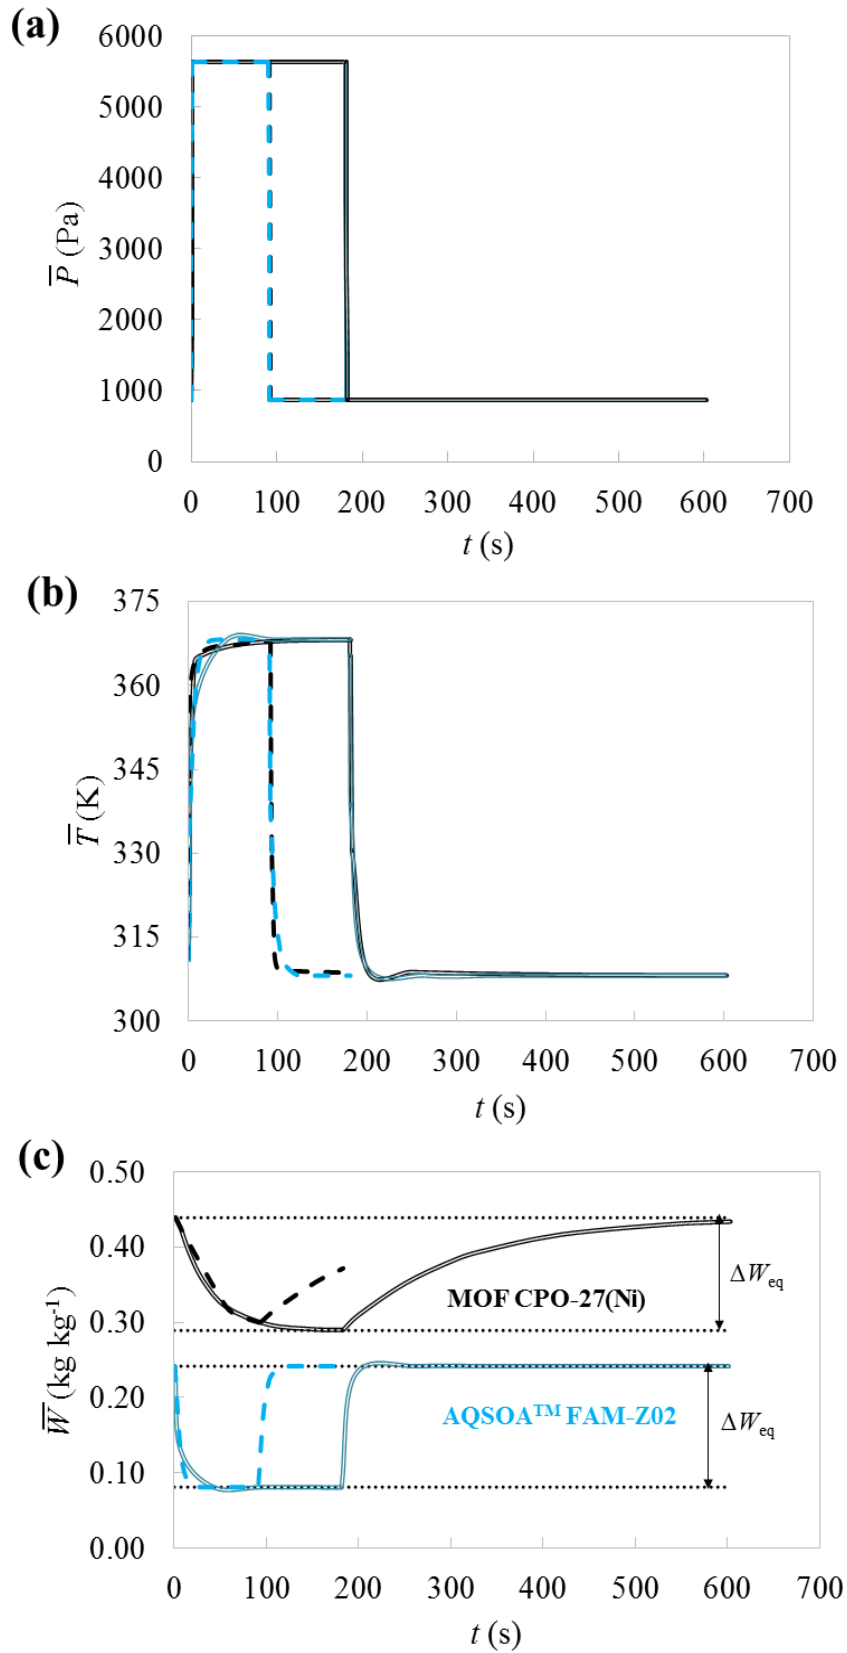 (a)
6000
5000
4000
3000
2000
1000
0
P̿ (Pa)
0 100 200 300 400 500 600 700
t (s)
(b)
375
360
345
330
315
300
T̿ (K)
0 100 200 300 400 500 600 700
t (s)
(c)
0.50
0.40
0.30
0.20
0.10
0.00
W̿ (kg kg⁻¹)
ΔWeq
MOF CPO-27(Ni)
AQSOA™ FAM-Z02
ΔWeq
0 100 200 300 400 500 600 700
t (s)